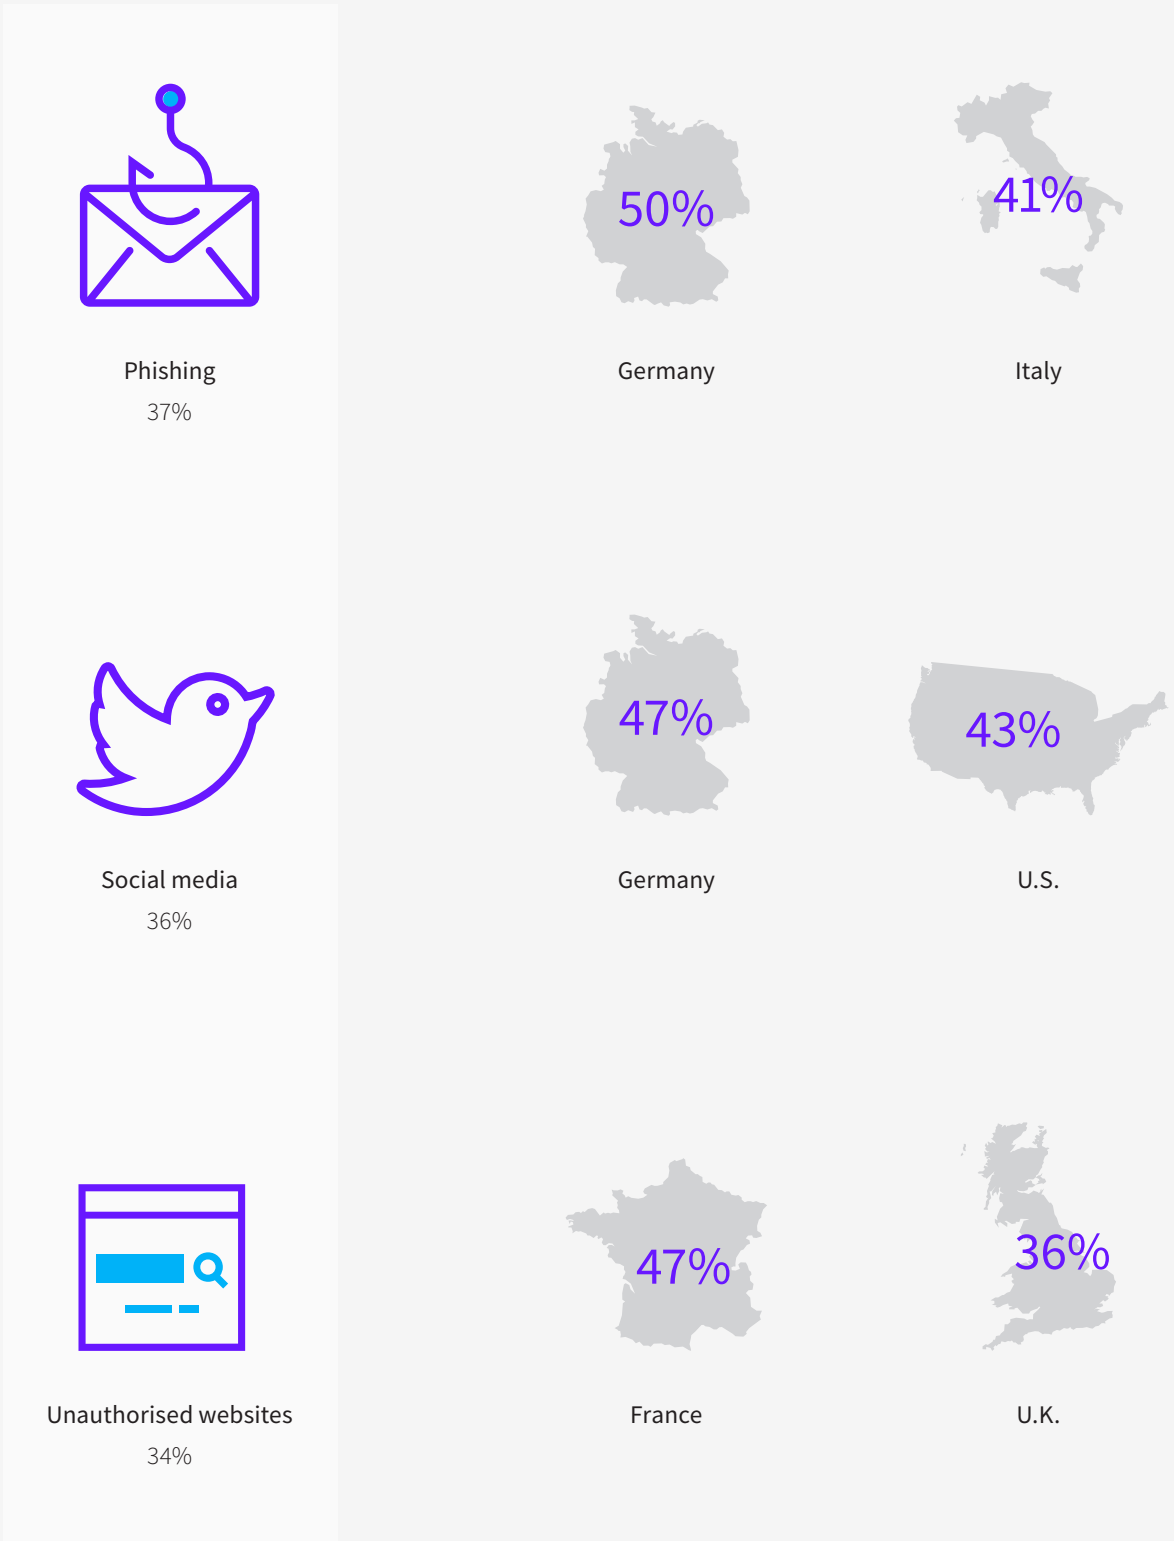 50%
41%
Phishing
37%
Germany
Italy
47%
43%
Social media
36%
Germany
U.S.
47%
36%
Unauthorised websites
34%
France
U.K.